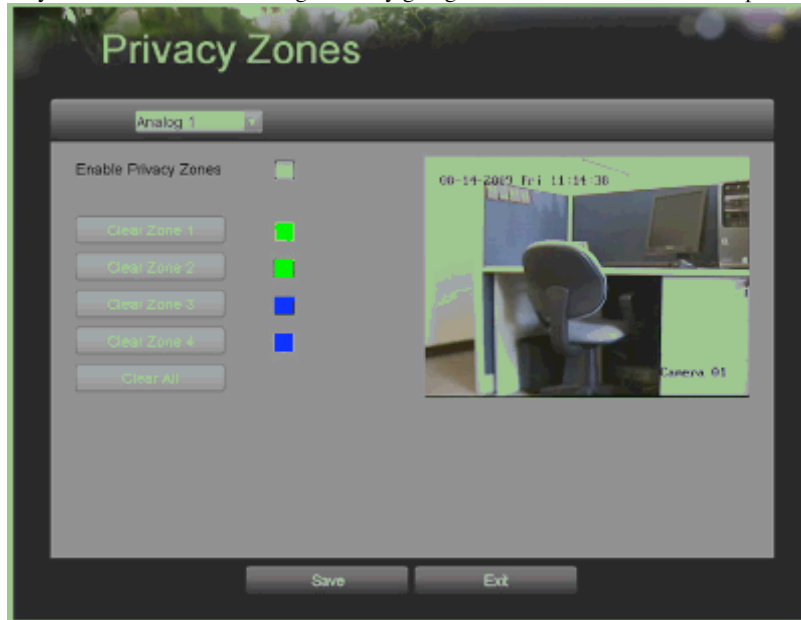 Privacy Zones
Analog 1
Enable Privacy Zones
08-14-2009 Fri 11:14:38
Clear Zone 1
Clear Zone 2
Clear Zone 3
Clear Zone 4
Camera 01
Clear All
Save
Exit